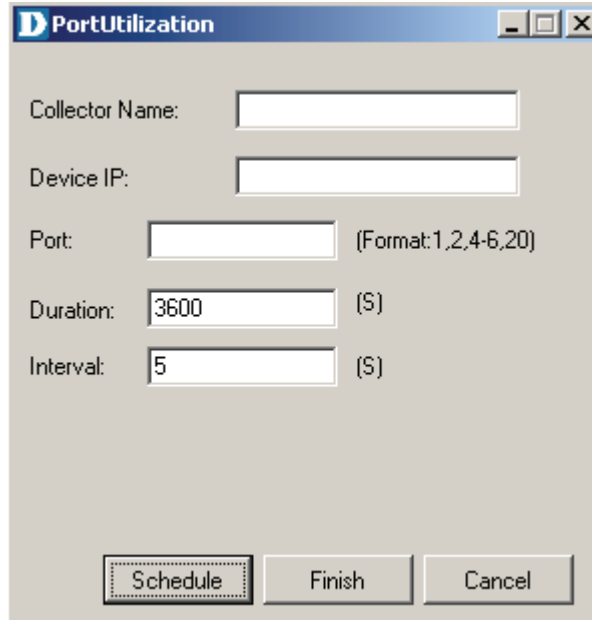 PortUtilization
Collector Name:
Device IP:
Port: (Format:1,2,4-6,20)
Duration: 3600 (S)
Interval: 5 (S)
Schedule Finish Cancel